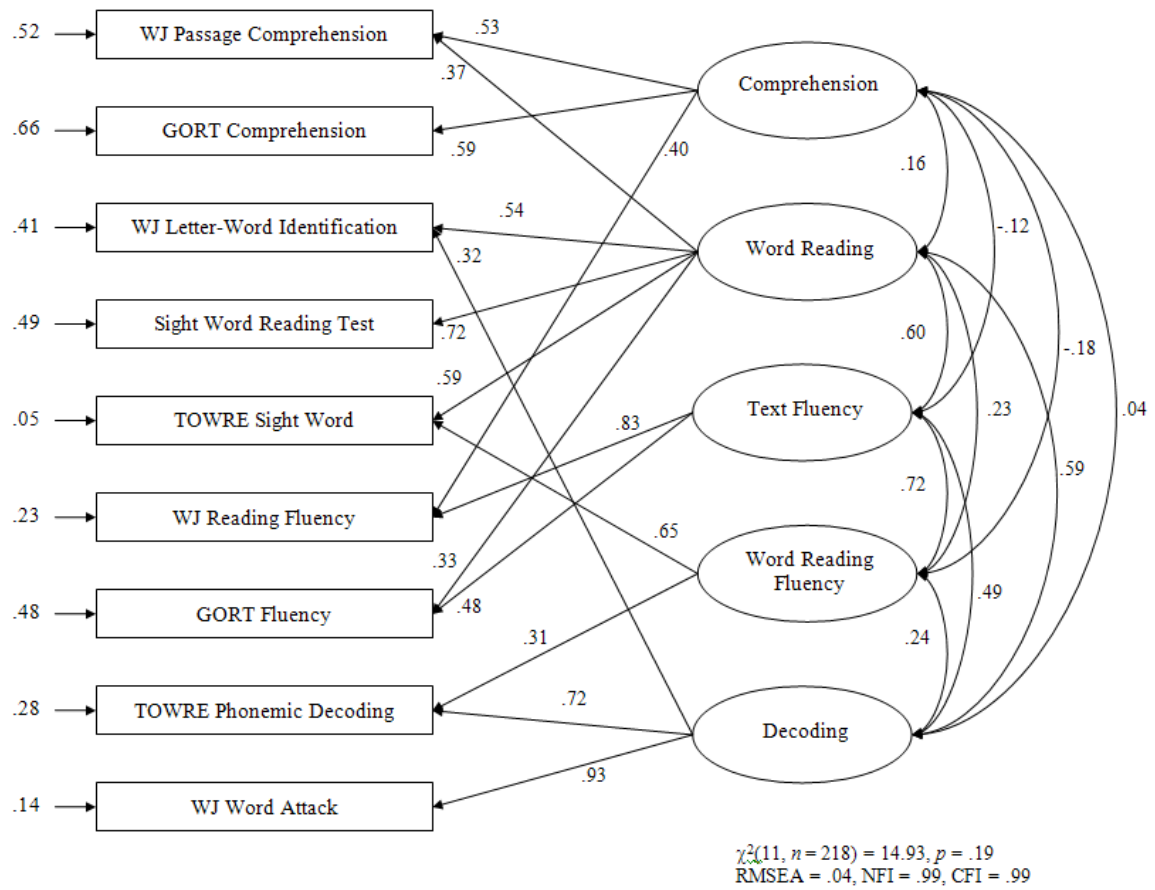 .52
WJ Passage Comprehension
.53
.37
Comprehension
.66
GORT Comprehension
.59
.40
.16
-.12
.41
WJ Letter-Word Identification
.54
.32
Word Reading
.49
Sight Word Reading Test
.72
.60
-.18
.59
.05
TOWRE Sight Word
.83
Text Fluency
.23
.04
.59
.72
.23
WJ Reading Fluency
.65
.33
Word Reading
Fluency
.49
.48
GORT Fluency
.48
.31
.24
.28
TOWRE Phonemic Decoding
.72
Decoding
.93
.14
WJ Word Attack
χ²(11, n = 218) = 14.93, p = .19
RMSEA = .04, NFI = .99, CFI = .99